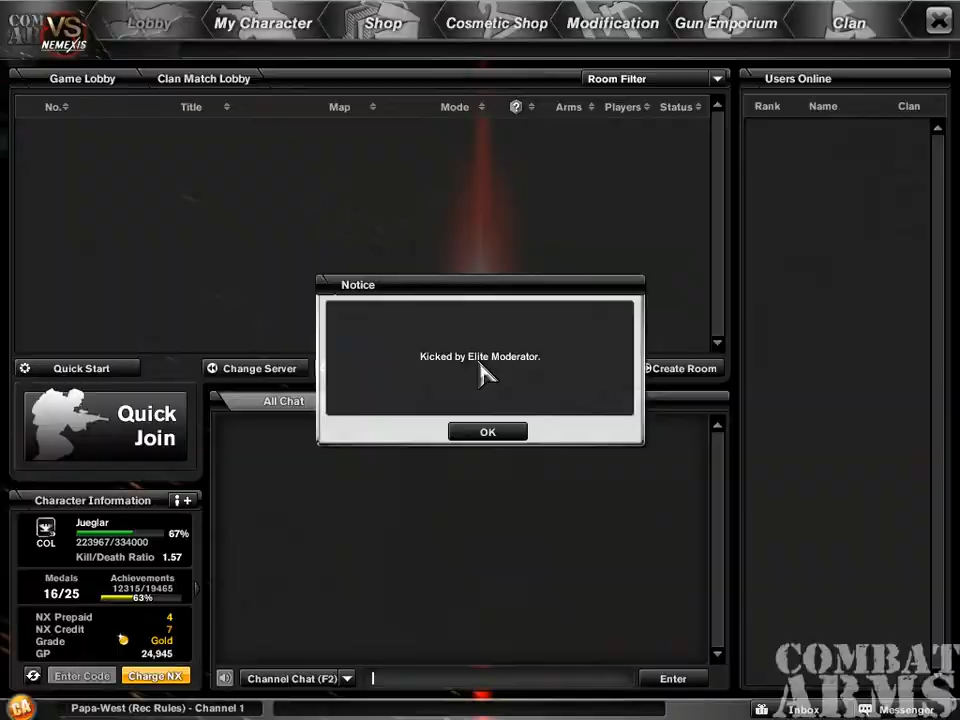 COM
AR
VS
NEMEXIS
Lobby
My Character
Shop
Cosmetic Shop
Modification
Gun Emporium
Clan
Game Lobby
Clan Match Lobby
Room Filter
Users Online
No.
Title
Map
Mode
Arms
Players
Status
Rank
Name
Clan
Notice
Kicked by Elite Moderator.
OK
Quick Start
Change Server
Create Room
Quick
Join
All Chat
Character Information
COL
Jueglar
67%
223967/334000
Kill/Death Ratio 1.57
Medals
16/25
Achievements
12315/19465
63%
NX Prepaid 4
NX Credit 7
Grade Gold
GP 24,945
Enter Code
Charge NX
Channel Chat (F2)
Enter
COMBAT
ARMS
CA
Papa-West (Rec Rules) - Channel 1
Inbox
Messenger